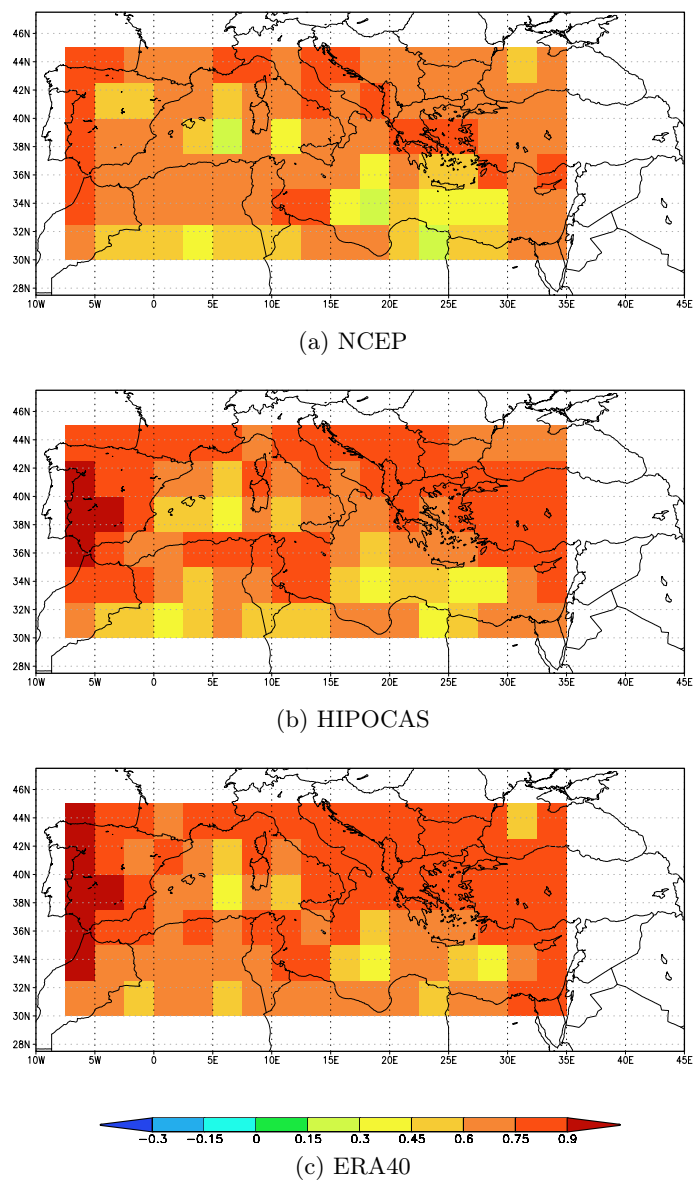 46N
44N
42N
40N
38N
36N
34N
32N
30N
28N
10W 5W 0 5E 10E 15E 20E 25E 30E 35E 40E 45E
(a) NCEP
46N
44N
42N
40N
38N
36N
34N
32N
30N
28N
10W 5W 0 5E 10E 15E 20E 25E 30E 35E 40E 45E
(b) HIPOCAS
46N
44N
42N
40N
38N
36N
34N
32N
30N
28N
10W 5W 0 5E 10E 15E 20E 25E 30E 35E 40E 45E
−0.3 −0.15 0 0.15 0.3 0.45 0.6 0.75 0.9
(c) ERA40